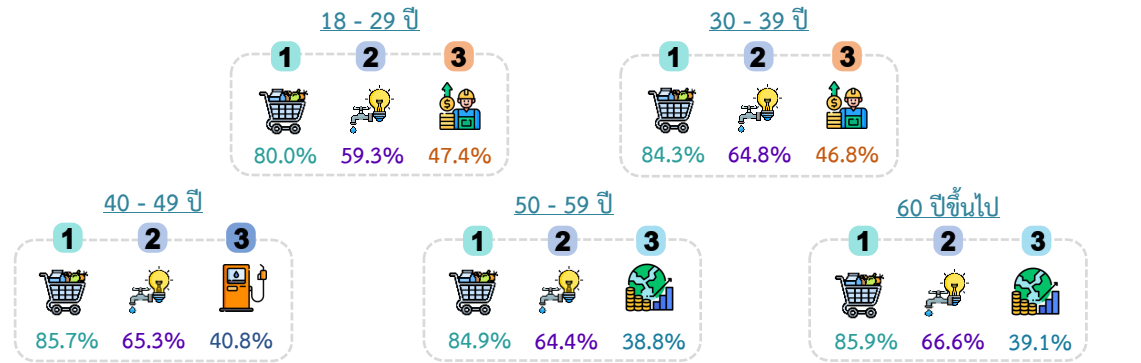 18 - 29 ปี
1 2 3
80.0% 59.3% 47.4%
30 - 39 ปี
1 2 3
84.3% 64.8% 46.8%
40 - 49 ปี
1 2 3
85.7% 65.3% 40.8%
50 - 59 ปี
1 2 3
84.9% 64.4% 38.8%
60 ปีขึ้นไป
1 2 3
85.9% 66.6% 39.1%